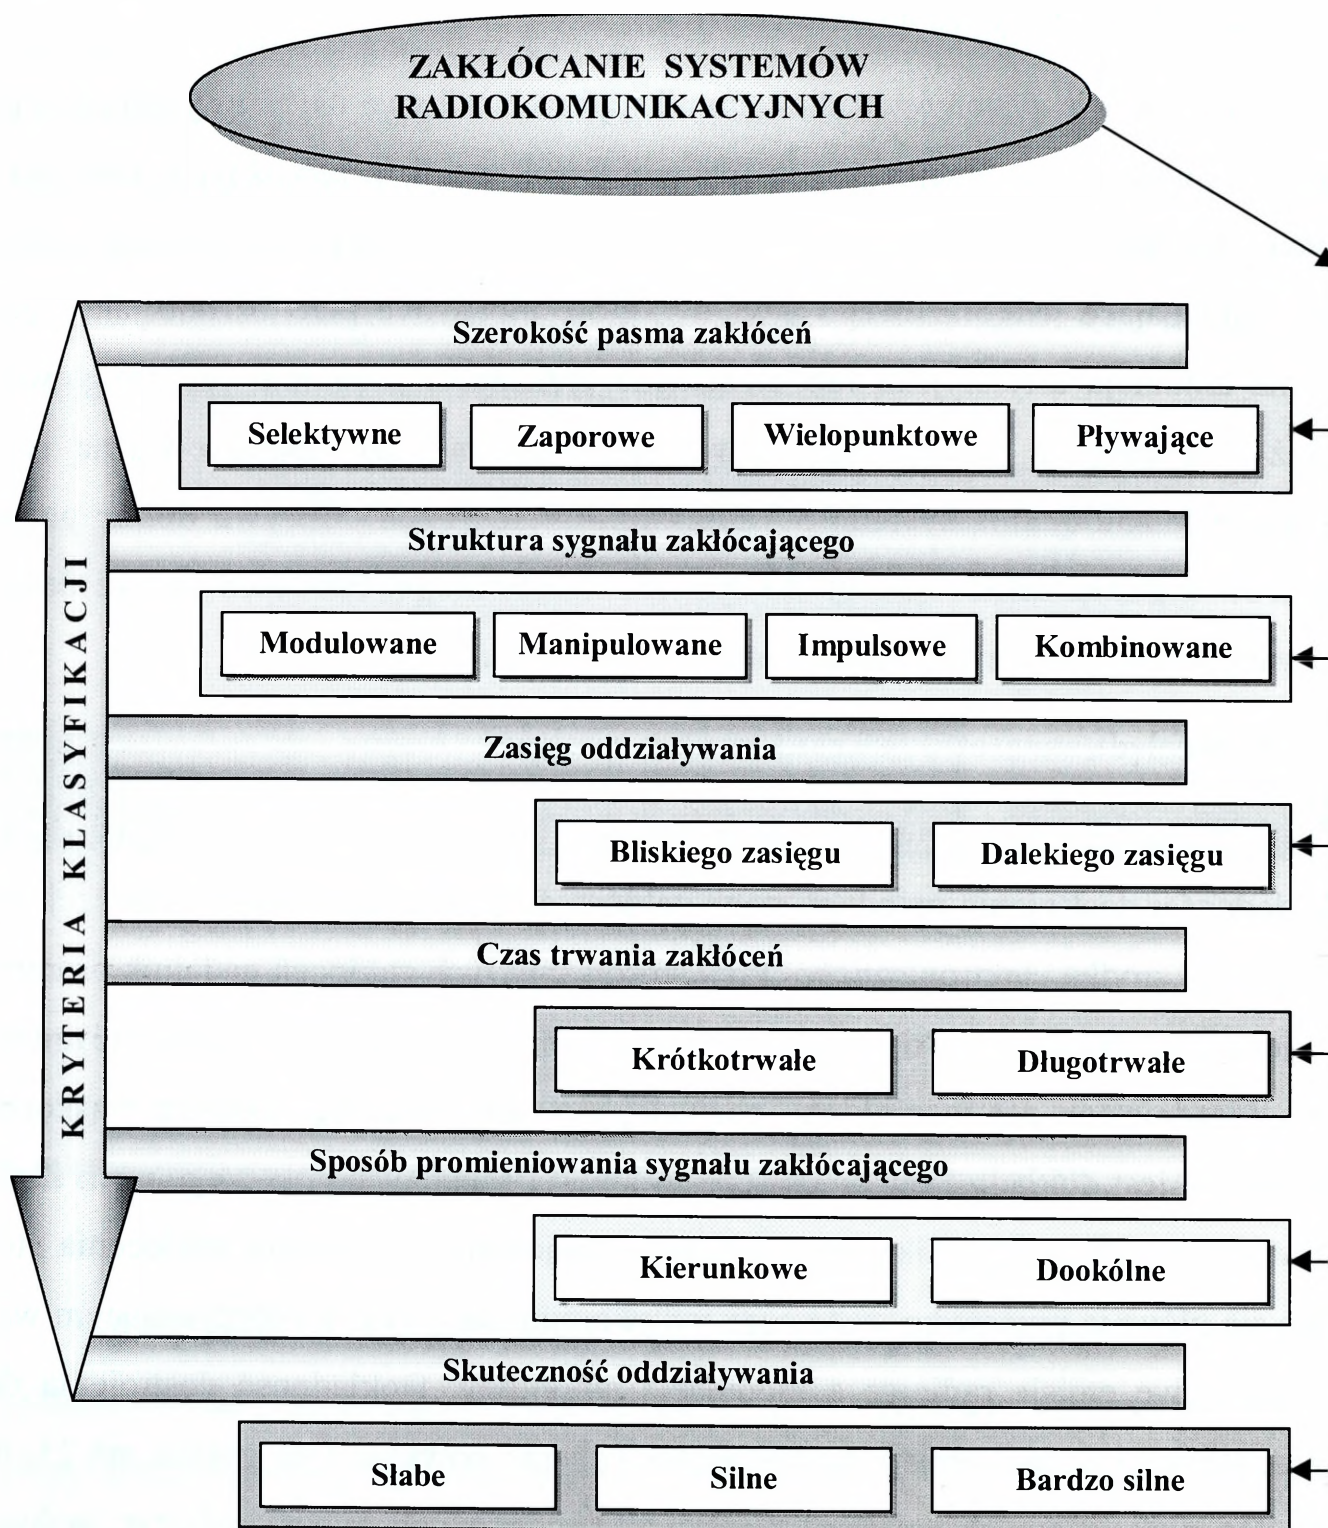 ZAKŁÓCANIE SYSTEMÓW
RADIOKOMUNIKACYJNYCH
KRYTERIA KLASYFIKACJI
Szerokość pasma zakłóceń
Selektywne Zaporowe Wielopunktowe Pływające
Struktura sygnału zakłócającego
Modulowane Manipulowane Impulsowe Kombinowane
Zasięg oddziaływania
Bliskiego zasięgu Dalekiego zasięgu
Czas trwania zakłóceń
Krótkotrwałe Długotrwałe
Sposób promieniowania sygnału zakłócającego
Kierunkowe Dookólne
Skuteczność oddziaływania
Słabe Silne Bardzo silne